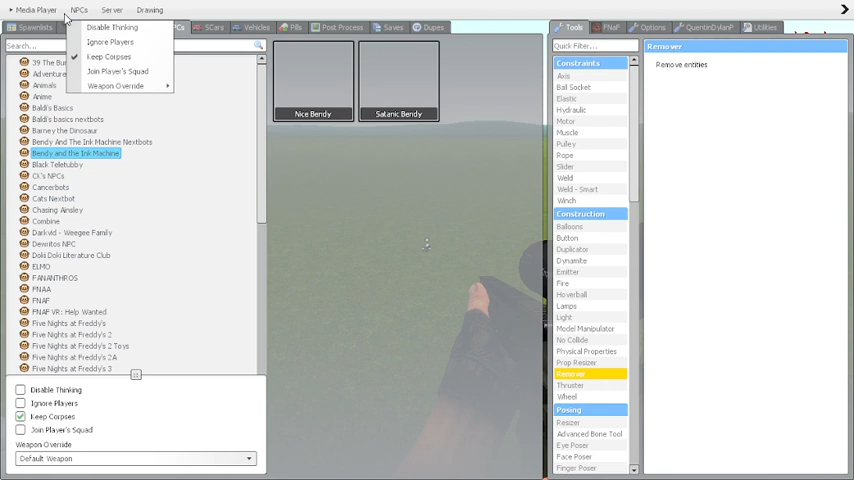 Media Player NPCs Server Drawing
Disable Thinking
Ignore Players
Keep Corpses
Join Player's Squad
Weapon Override
Spawnlists
SCars Vehicles Pills Post Process Saves Dupes
Search...
Adventure
Animals
Anime
Baldi's Basics
Baldi's basics nextbots
Barney the Dinosaur
Bendy And The Ink Machine Nextbots
Bendy and the Ink Machine
Black Teletubby
Ck's NPCs
Cancerbots
Cats Nextbot
Chasing Ainsley
Combine
Darkvid - Weegee Family
Dewritos NPC
Doki Doki Literature Club
ELMO
FANANTHROS
FNAA
FNAF
FNAF VR: Help Wanted
Five Nights at Freddy's
Five Nights at Freddy's 2
Five Nights at Freddy's 2 Toys
Five Nights at Freddy's 2A
Five Nights at Freddy's 3
Disable Thinking
Ignore Players
Keep Corpses
Join Player's Squad
Weapon Override
Default Weapon
Nice Bendy
Satanic Bendy
Tools FNaF Options QuentinDylanP Utilities
Quick Filter...
Constraints
Axis
Ball Socket
Elastic
Hydraulic
Motor
Muscle
Pulley
Rope
Slider
Weld
Weld - Smart
Winch
Construction
Balloons
Button
Duplicator
Dynamite
Emitter
Fire
Hoverball
Lamps
Light
Model Manipulator
No Collide
Physical Properties
Prop Resizer
Remover
Thruster
Wheel
Posing
Resizer
Advanced Bone Tool
Eye Poser
Face Poser
Finger Poser
Remover
Remove entities